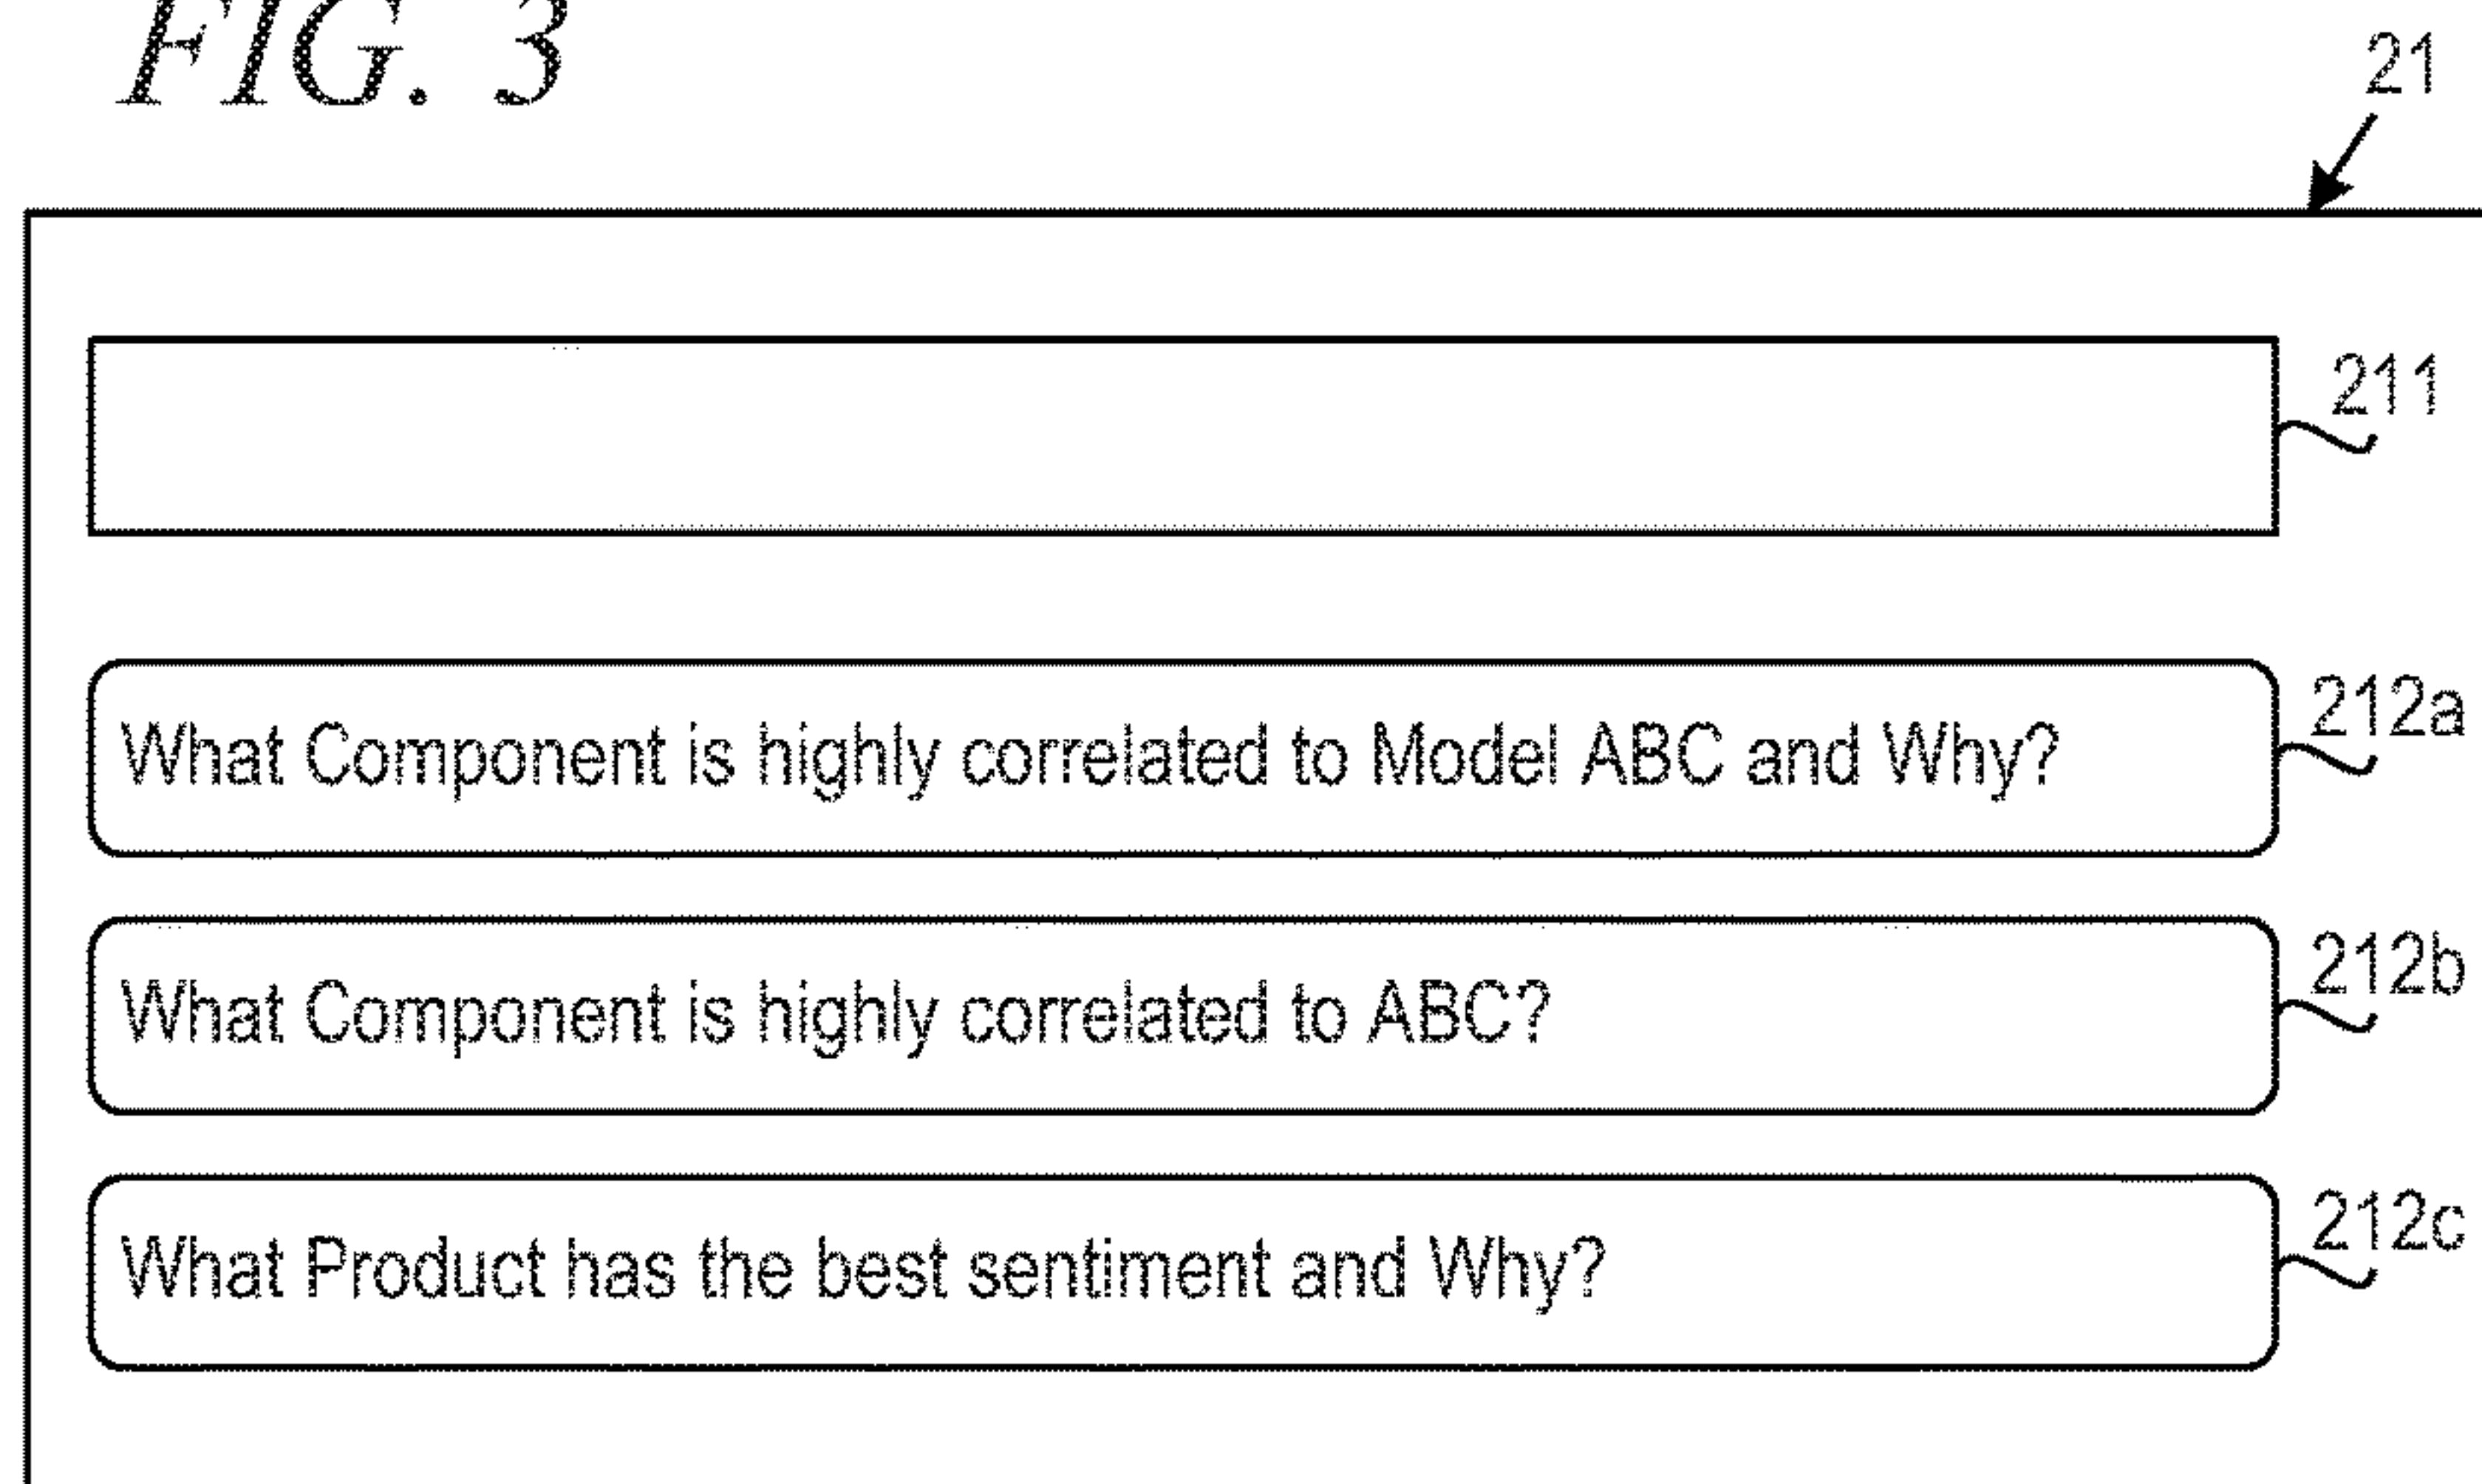 FIG. 3
21
211
What Component is highly correlated to Model ABC and Why?
212a
What Component is highly correlated to ABC?
212b
What Product has the best sentiment and Why?
212c